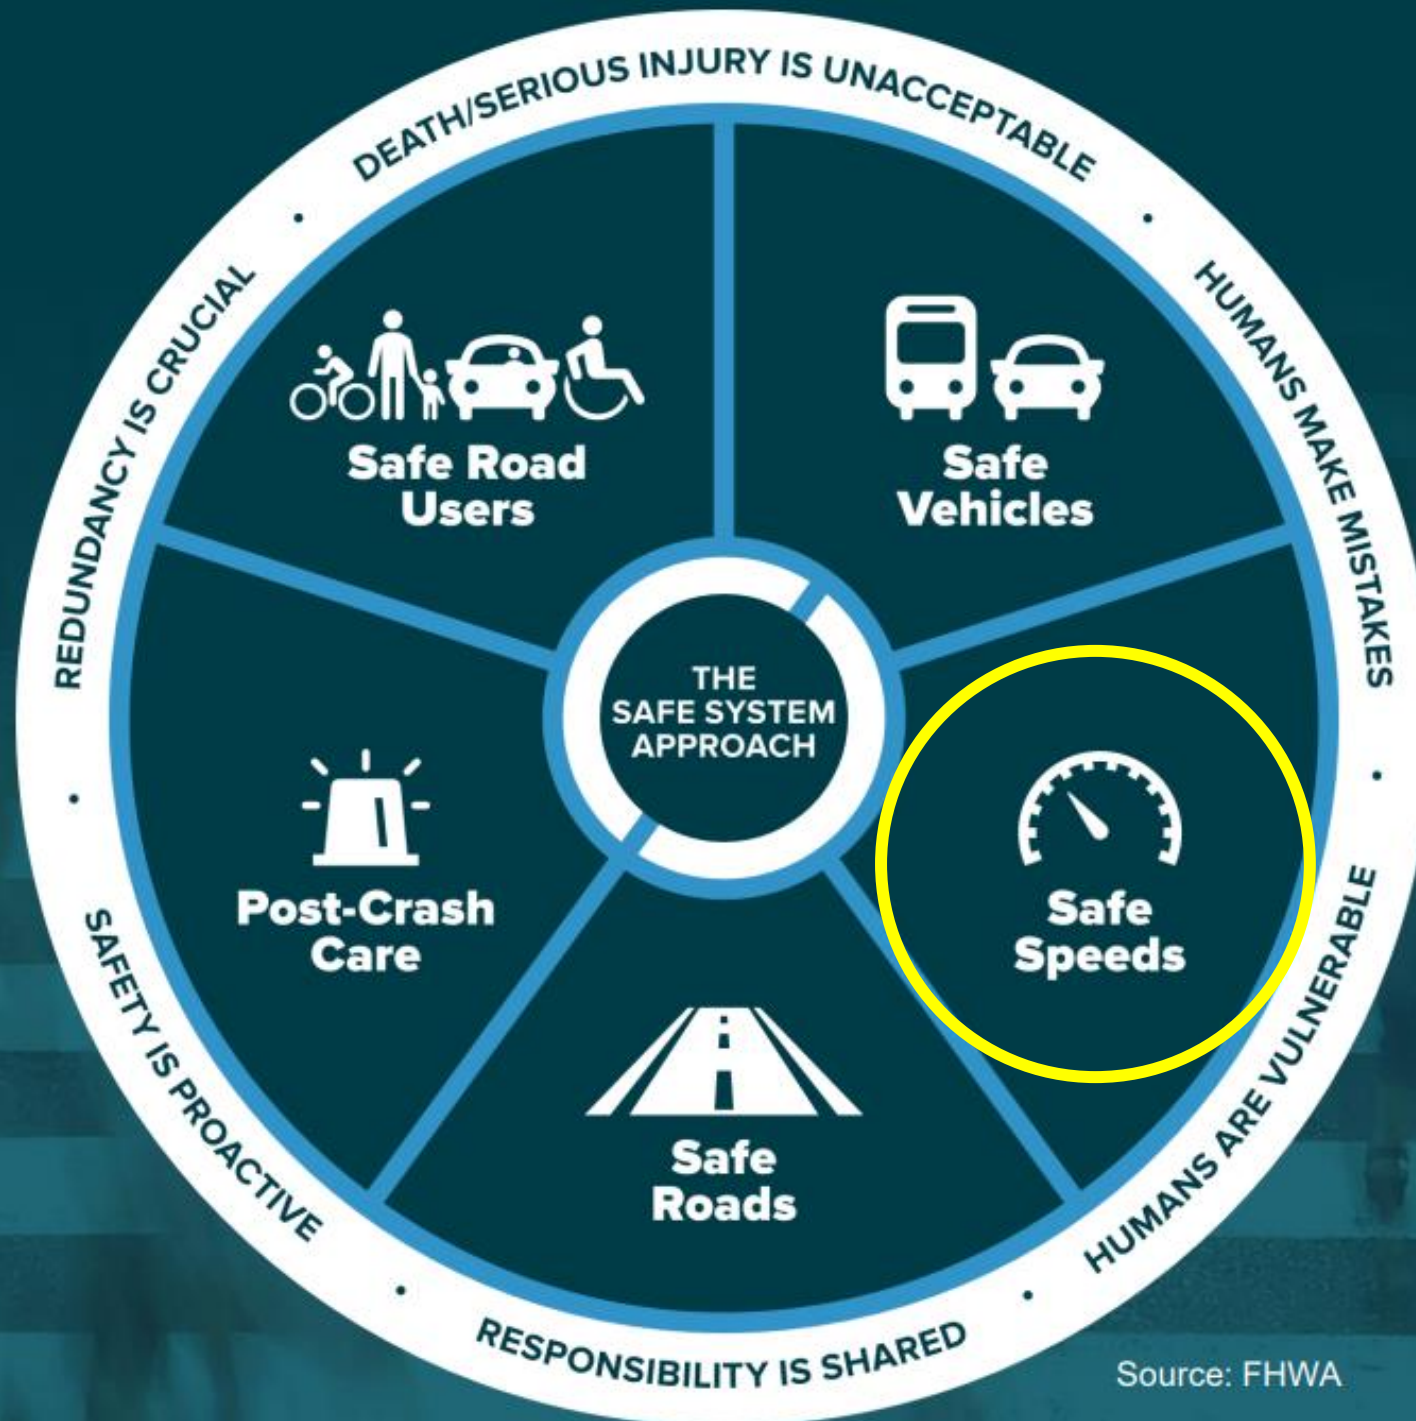 DEATH/SERIOUS INJURY IS UNACCEPTABLE
HUMANS MAKE MISTAKES
HUMANS ARE VULNERABLE
RESPONSIBILITY IS SHARED
SAFETY IS PROACTIVE
REDUNDANCY IS CRUCIAL
Safe Road
Users
Safe
Vehicles
THE
SAFE SYSTEM
APPROACH
Safe
Speeds
Post-Crash
Care
Safe
Roads
Source: FHWA